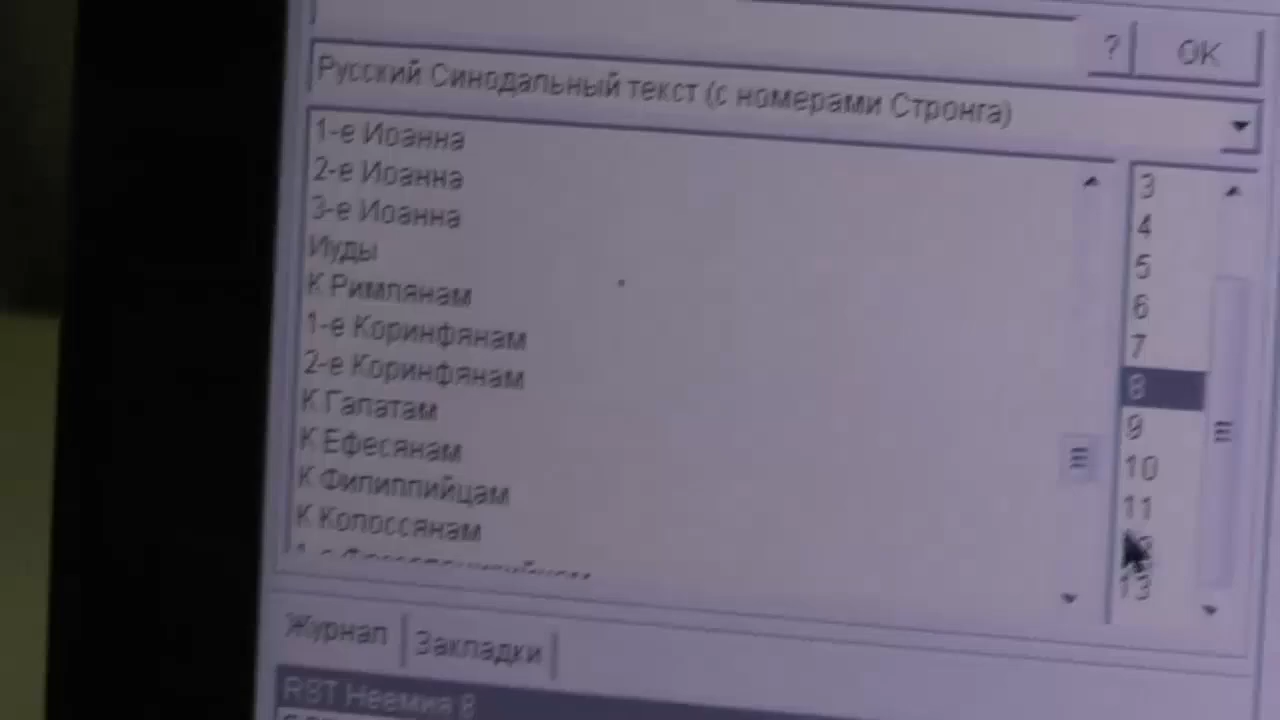 ? OK
Русский Синодальный текст (с номерами Стронга)
1-е Иоанна
2-е Иоанна
3-е Иоанна
Иуды
К Римлянам
1-е Коринфянам
2-е Коринфянам
К Галатам
К Ефесянам
К Филиппийцам
К Колоссянам
3
4
5
6
7
8
9
10
11
13
Журнал Закладки
RST Неемия 8